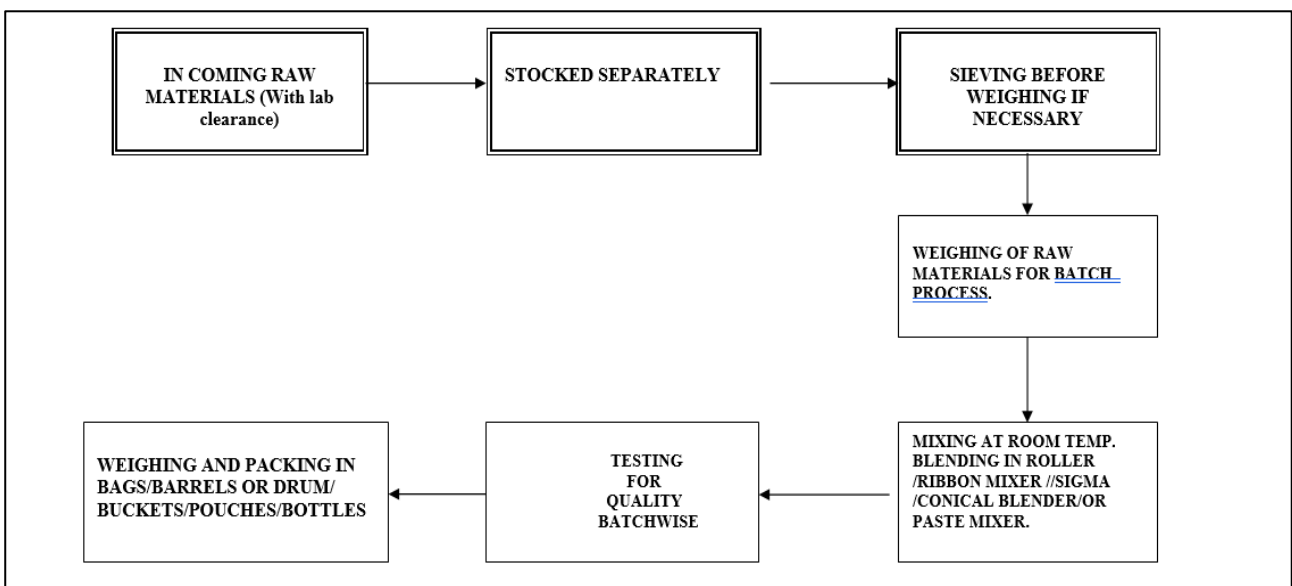 IN COMING RAW
MATERIALS (With lab
clearance)
STOCKED SEPARATELY
SIEVING BEFORE
WEIGHING IF
NECESSARY
WEIGHING OF RAW
MATERIALS FOR BATCH
PROCESS.
MIXING AT ROOM TEMP.
BLENDING IN ROLLER
/RIBBON MIXER //SIGMA
/CONICAL BLENDER/OR
PASTE MIXER.
TESTING
FOR
QUALITY
BATCHWISE
WEIGHING AND PACKING IN
BAGS/BARRELS OR DRUM/
BUCKETS/POUCHES/BOTTLES